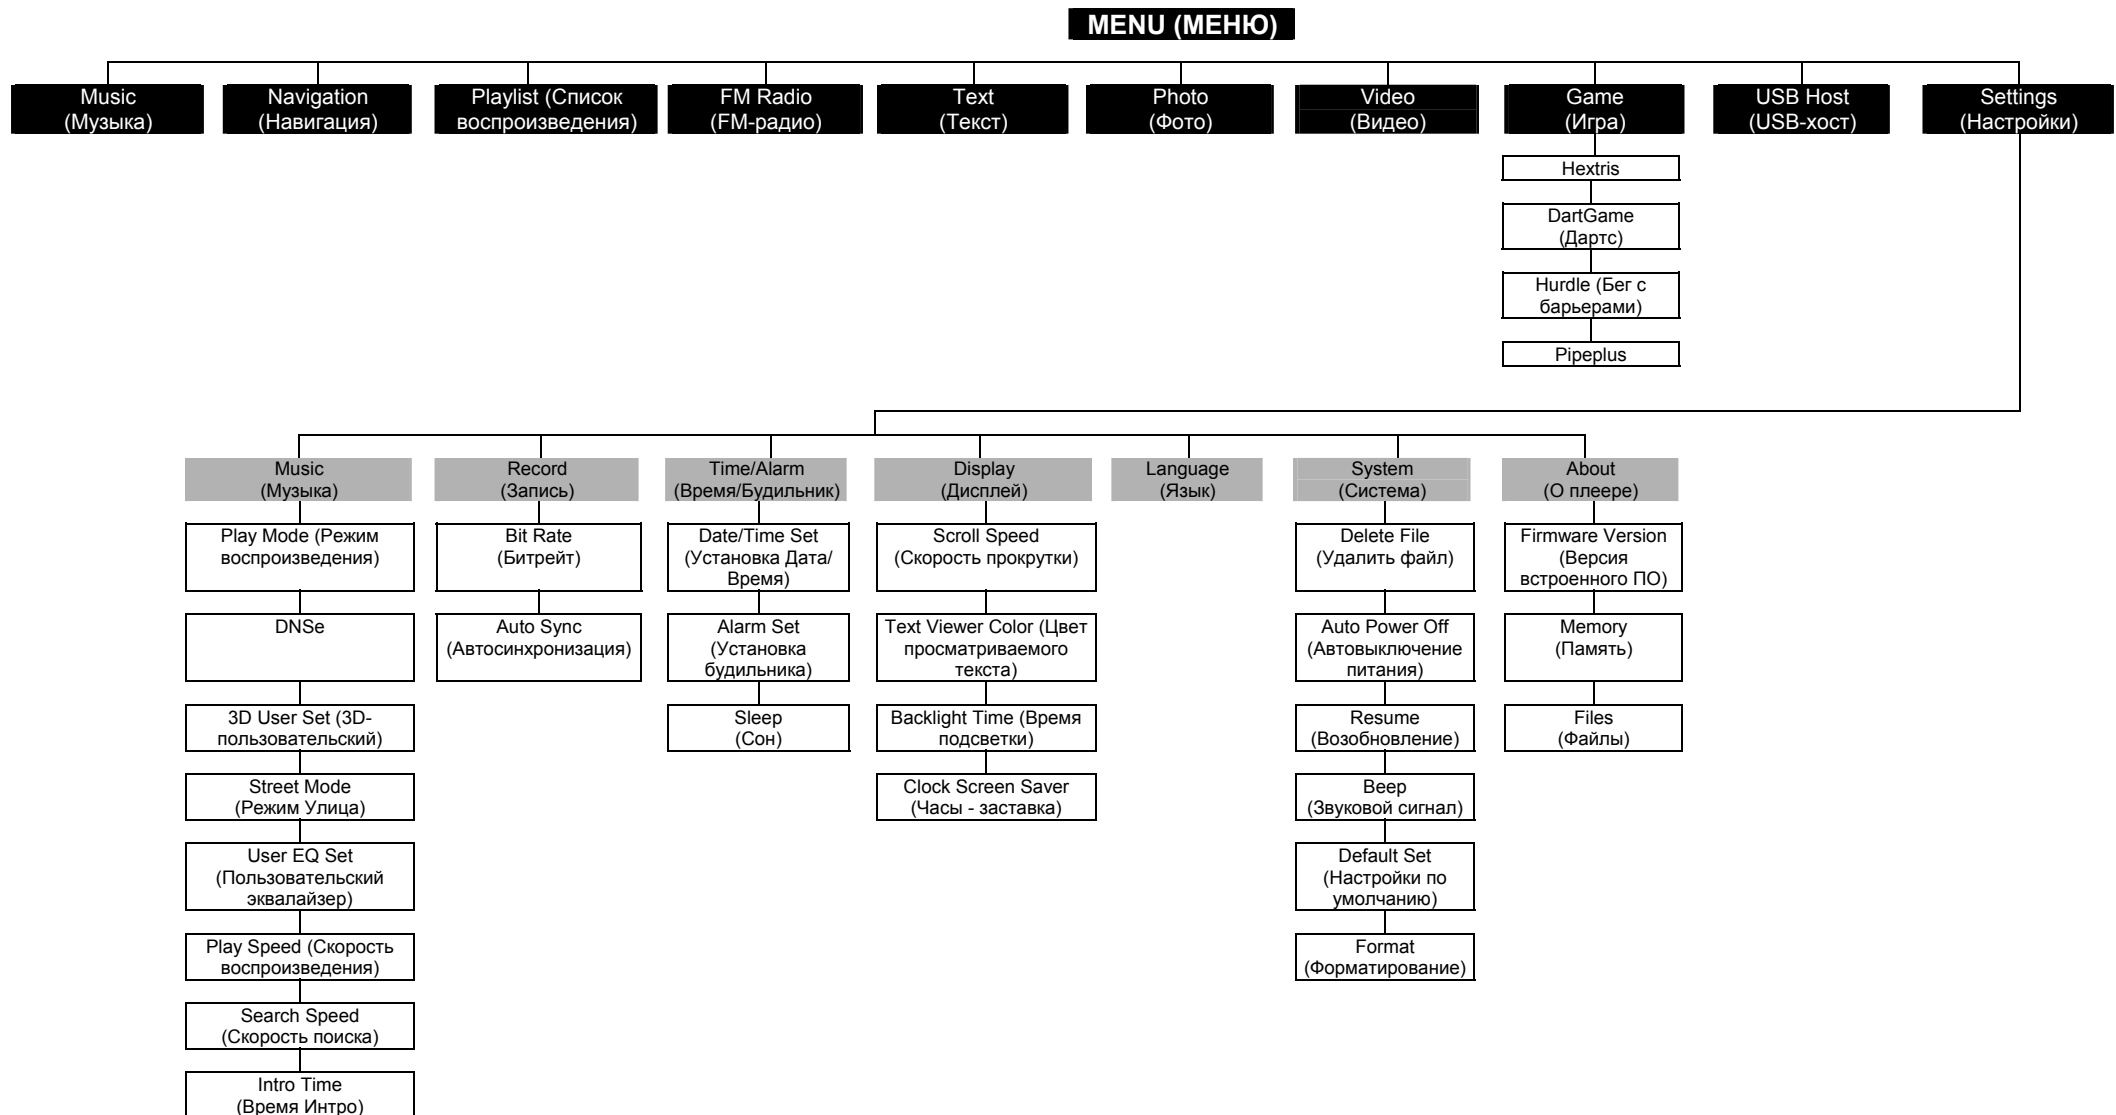 MENU (МЕНЮ)
Music
(Музыка)
Navigation
(Навигация)
Playlist (Список
воспроизведения)
FM Radio
(FM-радио)
Text
(Текст)
Photo
(Фото)
Video
(Видео)
Game
(Игра)
USB Host
(USB-хост)
Settings
(Настройки)
Hextris
DartGame
(Дартс)
Hurdle (Бег с
барьерами)
Pipeplus
Music
(Музыка)
Play Mode (Режим
воспроизведения)
DNSe
3D User Set (3D-
пользовательский)
Street Mode
(Режим Улица)
User EQ Set
(Пользовательский
эквалайзер)
Play Speed (Скорость
воспроизведения)
Search Speed
(Скорость поиска)
Intro Time
(Время Интро)
Record
(Запись)
Bit Rate
(Битрейт)
Auto Sync
(Автосинхронизация)
Time/Alarm
(Время/Будильник)
Date/Time Set
(Установка Дата/
Время)
Alarm Set
(Установка
будильника)
Sleep
(Сон)
Display
(Дисплей)
Scroll Speed
(Скорость прокрутки)
Text Viewer Color (Цвет
просматриваемого
текста)
Backlight Time (Время
подсветки)
Clock Screen Saver
(Часы - заставка)
Language
(Язык)
System
(Система)
Delete File
(Удалить файл)
Auto Power Off
(Автовыключение
питания)
Resume
(Возобновление)
Beep
(Звуковой сигнал)
Default Set
(Настройки по
умолчанию)
Format
(Форматирование)
About
(О плеере)
Firmware Version
(Версия
встроенного ПО)
Memory
(Память)
Files
(Файлы)